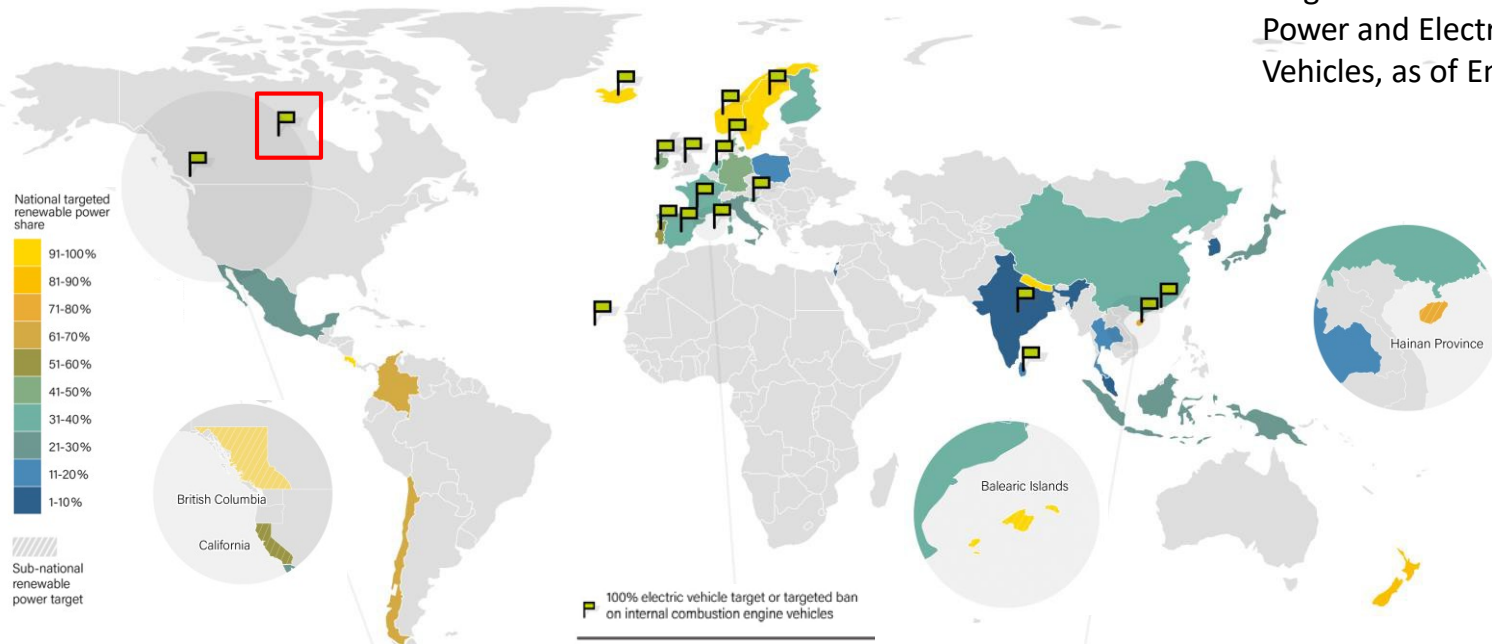 Power and Electr
Vehicles, as of En
National targeted
renewable power
share
91-100%
81-90%
71-80%
61-70%
51-60%
41-50%
31-40%
21-30%
11-20%
1-10%
Sub-national
renewable
power target
British Columbia
California
100% electric vehicle target or targeted ban
on internal combustion engine vehicles
Balearic Islands
Hainan Province